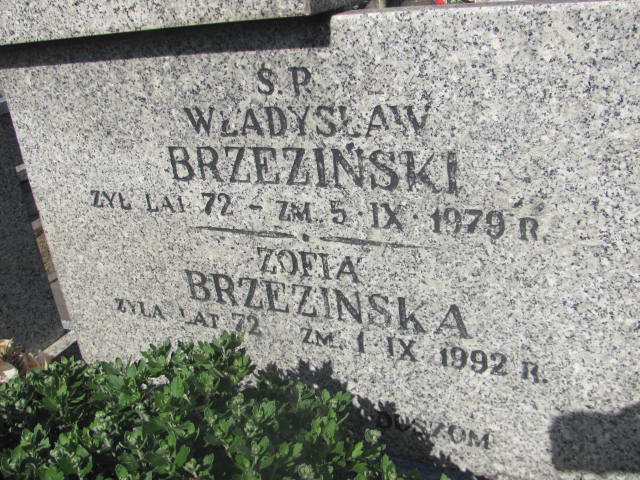 Ś.P.
WŁADYSŁAW
BRZEZIŃSKI
ŻYŁ LAT 72 - ZM. 5·IX·1979 R.
ZOFIA
BRZEZIŃSKA
ŻYŁA LAT 72 ZM. 1 IX 1992 R.
DUSZOM